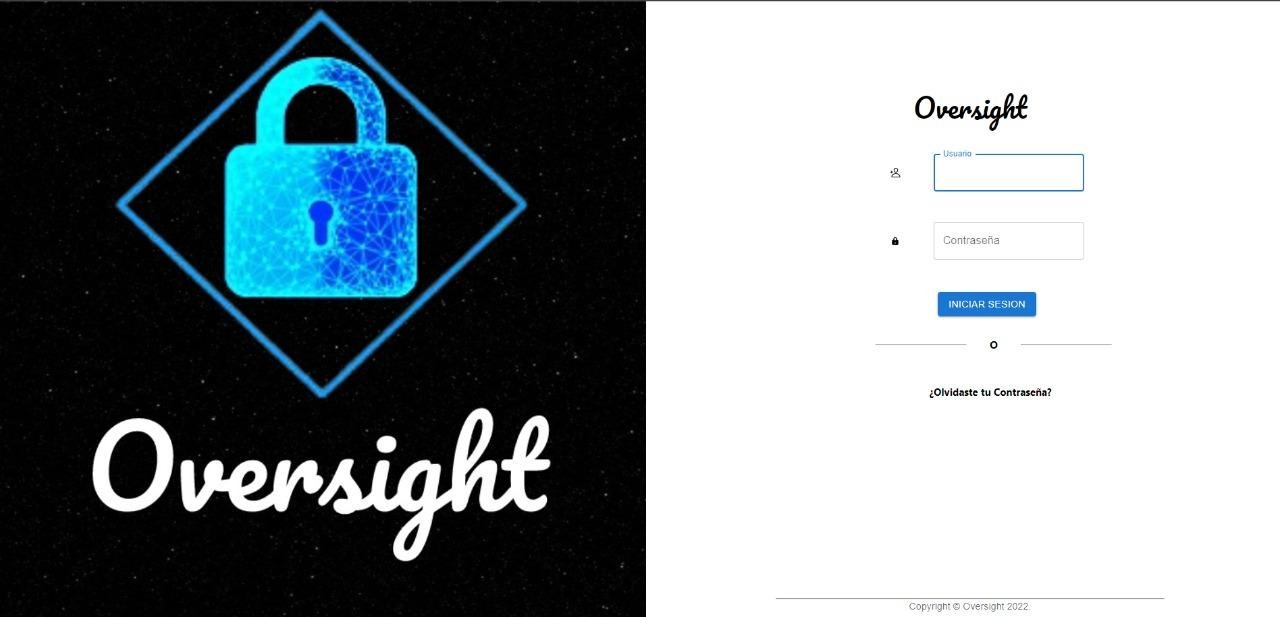 Oversight
Oversight
Usuario
Contraseña
INICIAR SESION
O
¿Olvidaste tu Contraseña?
Copyright © Oversight 2022.